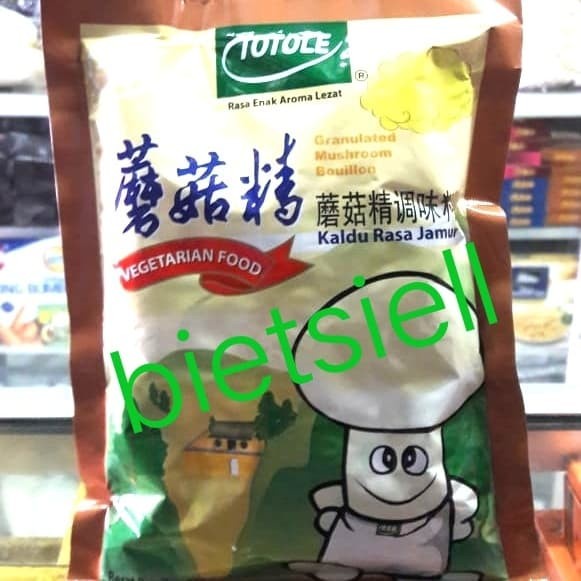 TOTOLE
®
Rasa Enak Aroma Lezat
Granulated
Mushroom
Bouillon
蘑菇精
蘑菇精调味料
Kaldu Rasa Jamur
VEGETARIAN FOOD
bietsiell